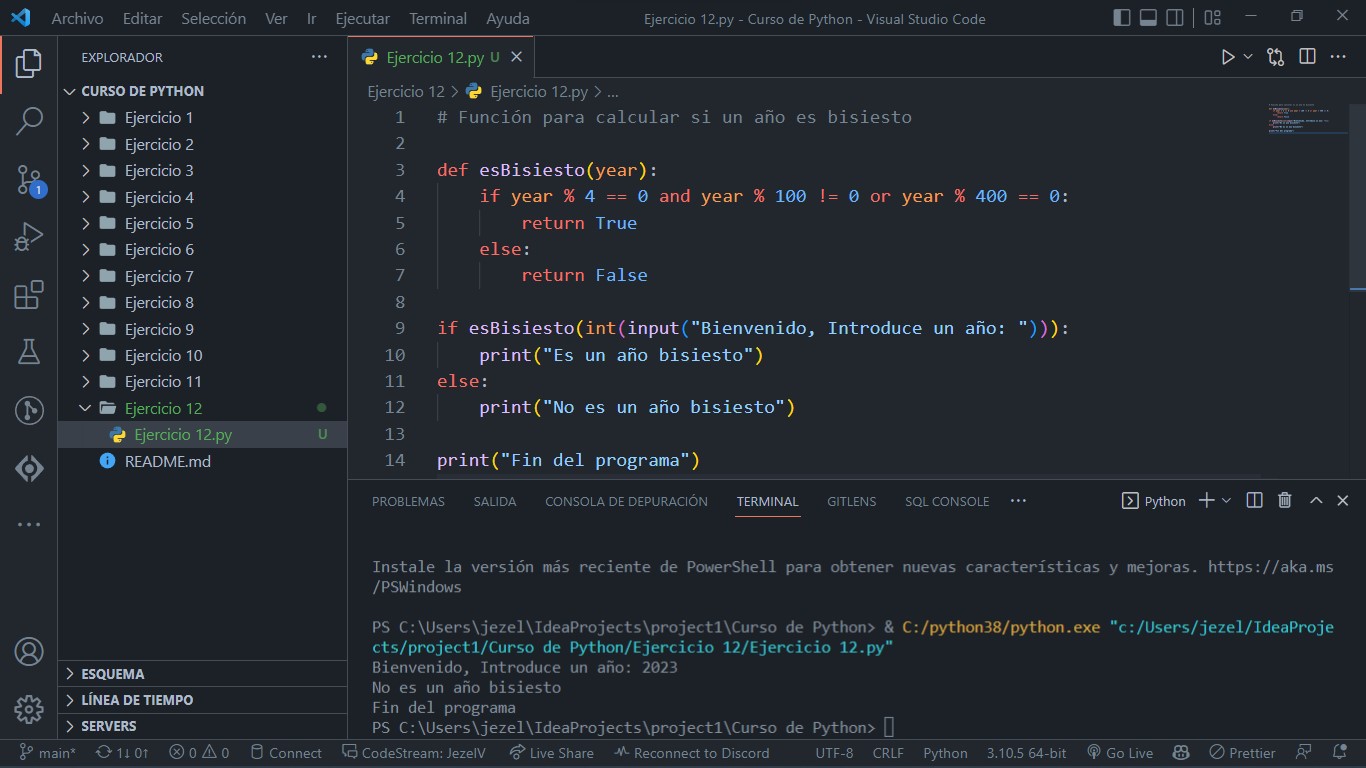 Archivo Editar Selección Ver Ir Ejecutar Terminal Ayuda Ejercicio 12.py - Curso de Python - Visual Studio Code
EXPLORADOR
CURSO DE PYTHON
Ejercicio 1
Ejercicio 2
Ejercicio 3
Ejercicio 4
Ejercicio 5
Ejercicio 6
Ejercicio 7
Ejercicio 8
Ejercicio 9
Ejercicio 10
Ejercicio 11
Ejercicio 12
Ejercicio 12.py U
README.md
ESQUEMA
LÍNEA DE TIEMPO
SERVERS
1
Ejercicio 12.py U
Ejercicio 12 > Ejercicio 12.py > ...
1 # Función para calcular si un año es bisiesto
2
3 def esBisiesto(year):
4 if year % 4 == 0 and year % 100 != 0 or year % 400 == 0:
5 return True
6 else:
7 return False
8
9 if esBisiesto(int(input("Bienvenido, Introduce un año: "))):
10 print("Es un año bisiesto")
11 else:
12 print("No es un año bisiesto")
13
14 print("Fin del programa")
PROBLEMAS SALIDA CONSOLA DE DEPURACIÓN TERMINAL GITLENS SQL CONSOLE ... Python
Instale la versión más reciente de PowerShell para obtener nuevas características y mejoras. https://aka.ms
/PSWindows
PS C:\Users\jezel\IdeaProjects\project1\Curso de Python> & C:/python38/python.exe "c:/Users/jezel/IdeaProje
cts/project1/Curso de Python/Ejercicio 12/Ejercicio 12.py"
Bienvenido, Introduce un año: 2023
No es un año bisiesto
Fin del programa
PS C:\Users\jezel\IdeaProjects\project1\Curso de Python>
main* 1↓ 0↑ 0 0 Connect CodeStream: JezelV Live Share Reconnect to Discord UTF-8 CRLF Python 3.10.5 64-bit Go Live Prettier